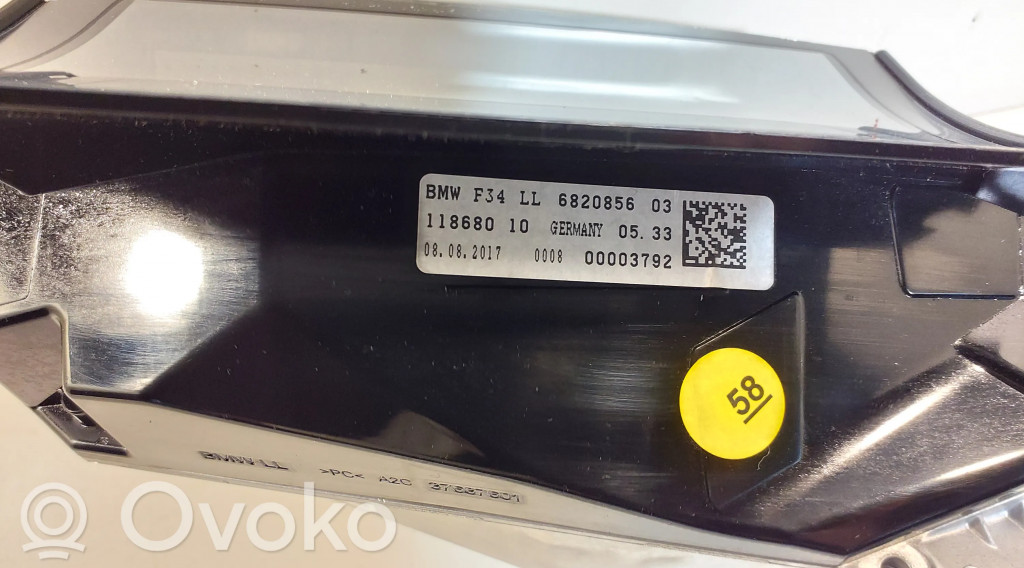 BMW F34 LL 6820856 03
118680 10 GERMANY 05.33
08.08.2017 0008 00003792
58
BMW LL >PC< A2C 37687601
Ovoko